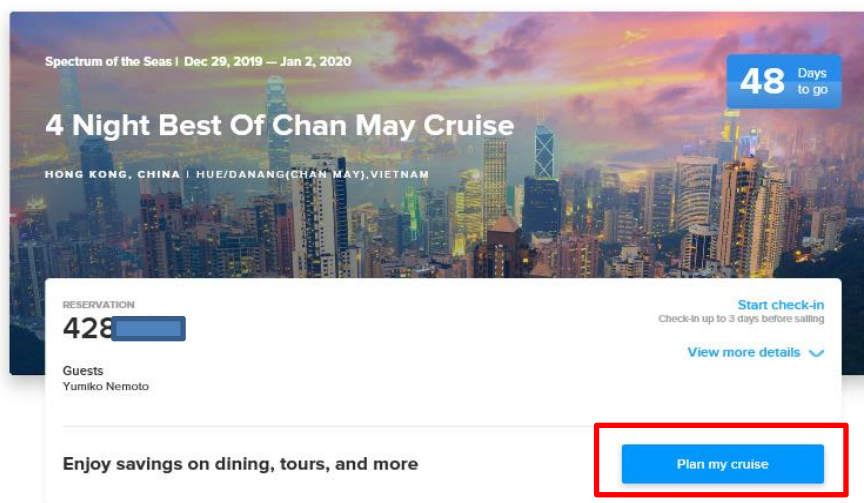 Spectrum of the Seas | Dec 29, 2019 — Jan 2, 2020
48 Days to go
4 Night Best Of Chan May Cruise
HONG KONG, CHINA | HUE/DANANG(CHAN MAY),VIETNAM
RESERVATION
428
Start check-in
Check-in up to 3 days before sailing
View more details
Guests
Yumiko Nemoto
Enjoy savings on dining, tours, and more
Plan my cruise